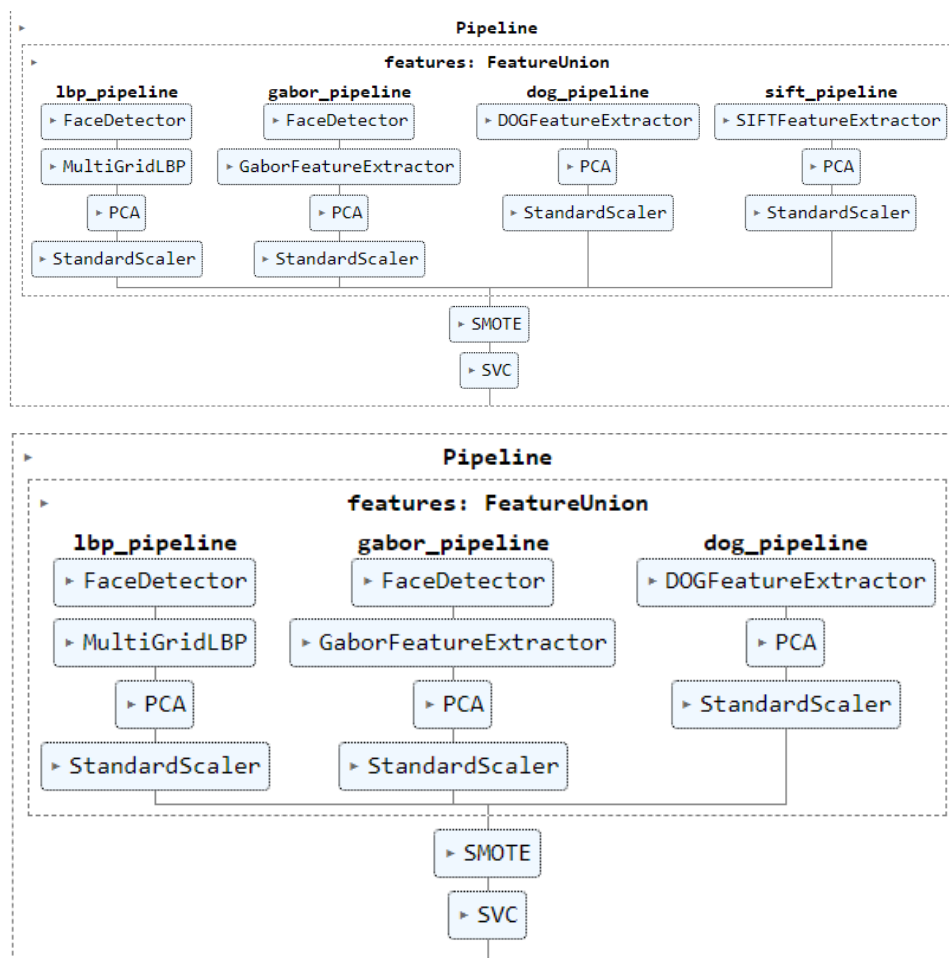 Pipeline
features: FeatureUnion
lbp_pipeline gabor_pipeline dog_pipeline sift_pipeline
FaceDetector FaceDetector DOGFeatureExtractor SIFTFeatureExtractor
MultiGridLBP GaborFeatureExtractor PCA PCA
PCA PCA StandardScaler StandardScaler
StandardScaler StandardScaler
SMOTE
SVC
Pipeline
features: FeatureUnion
lbp_pipeline gabor_pipeline dog_pipeline
FaceDetector FaceDetector DOGFeatureExtractor
MultiGridLBP GaborFeatureExtractor PCA
PCA PCA StandardScaler
StandardScaler StandardScaler
SMOTE
SVC